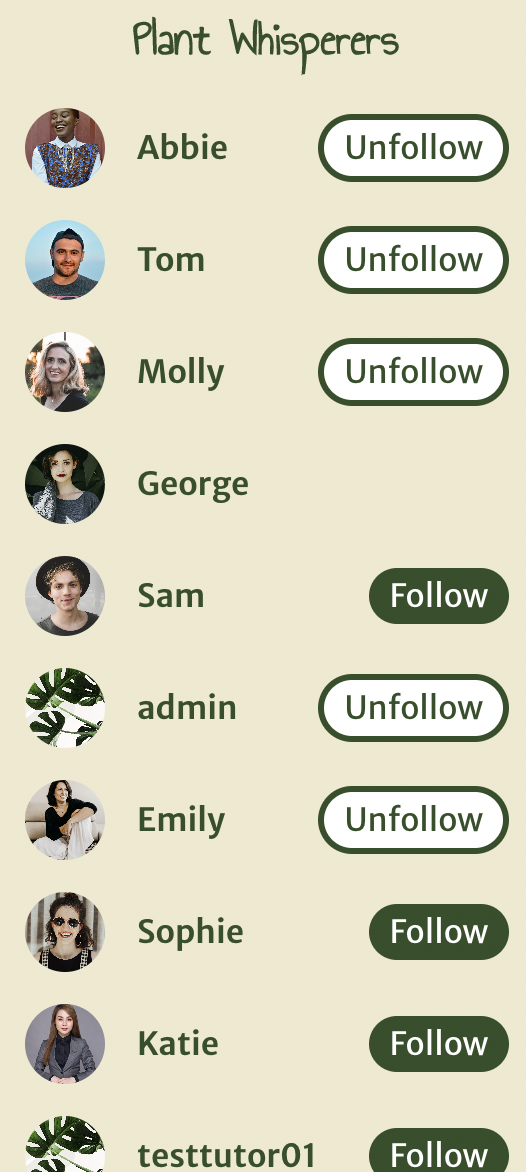 Plant Whisperers
Abbie Unfollow
Tom Unfollow
Molly Unfollow
George
Sam Follow
admin Unfollow
Emily Unfollow
Sophie Follow
Katie Follow
testtutor01 Follow